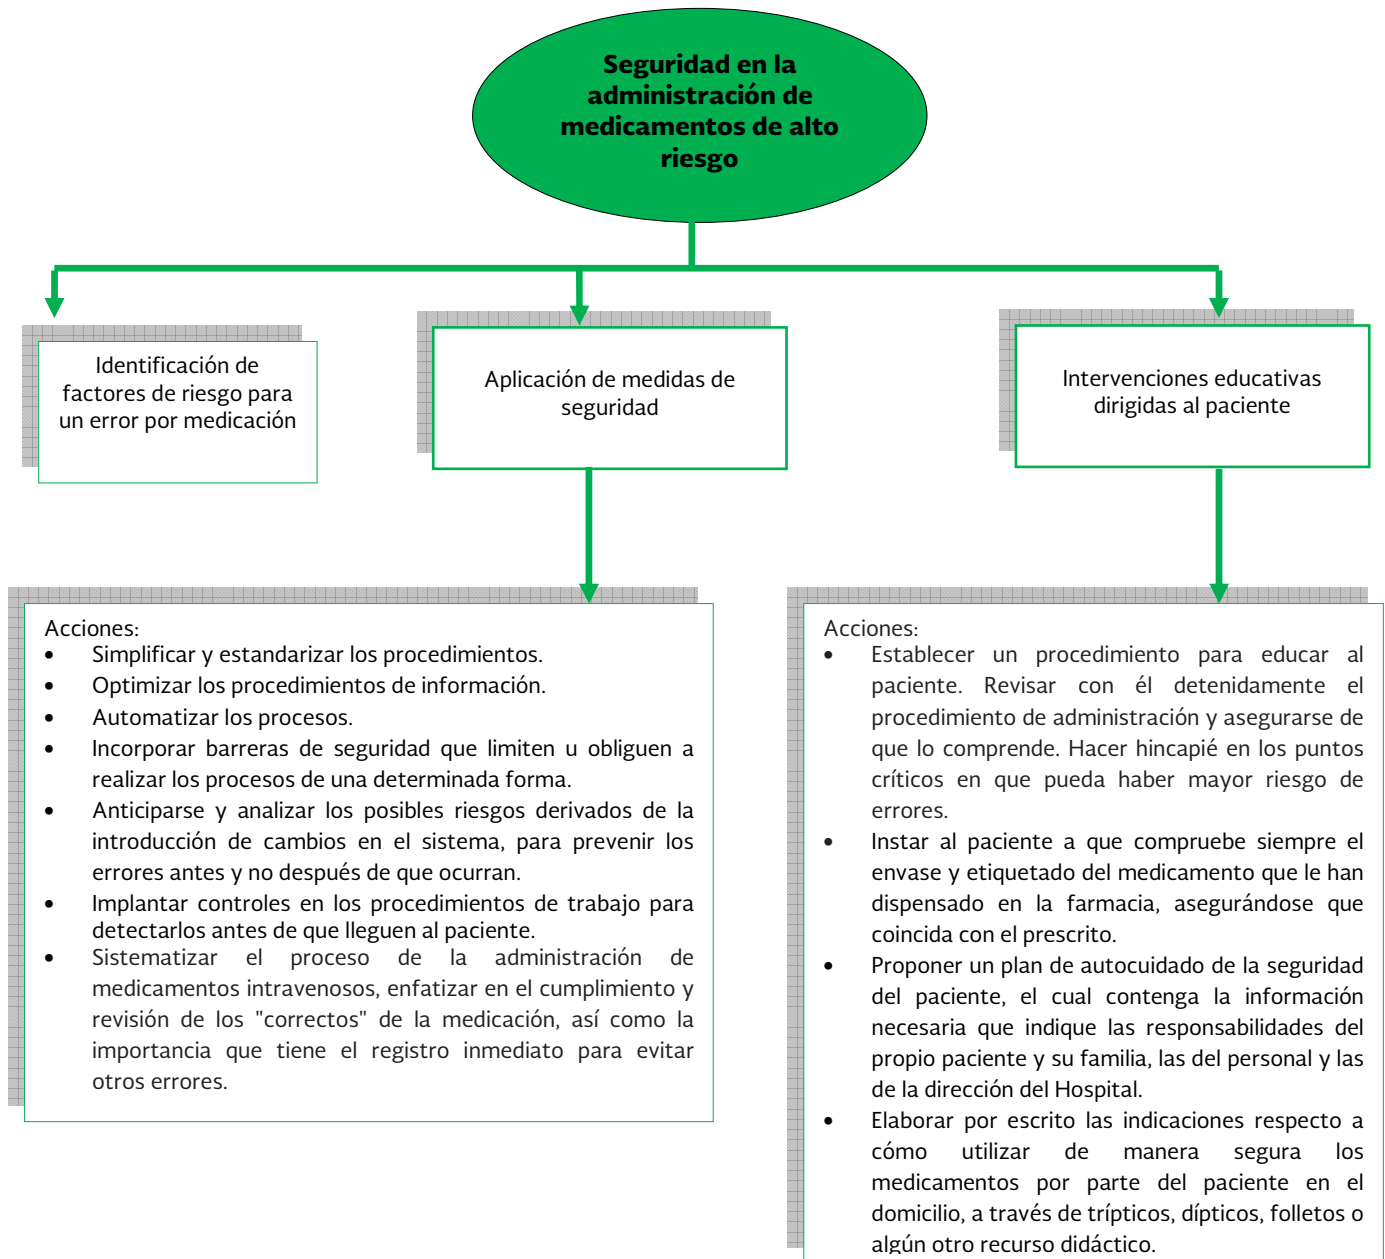 Seguridad en la
administración de
medicamentos de alto
riesgo
Identificación de
factores de riesgo para
un error por medicación
Aplicación de medidas de
seguridad
Intervenciones educativas
dirigidas al paciente
Acciones:
• Simplificar y estandarizar los procedimientos.
• Optimizar los procedimientos de información.
• Automatizar los procesos.
• Incorporar barreras de seguridad que limiten u obliguen a
realizar los procesos de una determinada forma.
• Anticiparse y analizar los posibles riesgos derivados de la
introducción de cambios en el sistema, para prevenir los
errores antes y no después de que ocurran.
• Implantar controles en los procedimientos de trabajo para
detectarlos antes de que lleguen al paciente.
• Sistematizar el proceso de la administración de
medicamentos intravenosos, enfatizar en el cumplimiento y
revisión de los "correctos" de la medicación, así como la
importancia que tiene el registro inmediato para evitar
otros errores.
Acciones:
• Establecer un procedimiento para educar al
paciente. Revisar con él detenidamente el
procedimiento de administración y asegurarse de
que lo comprende. Hacer hincapié en los puntos
críticos en que pueda haber mayor riesgo de
errores.
• Instar al paciente a que compruebe siempre el
envase y etiquetado del medicamento que le han
dispensado en la farmacia, asegurándose que
coincida con el prescrito.
• Proponer un plan de autocuidado de la seguridad
del paciente, el cual contenga la información
necesaria que indique las responsabilidades del
propio paciente y su familia, las del personal y las
de la dirección del Hospital.
• Elaborar por escrito las indicaciones respecto a
cómo utilizar de manera segura los
medicamentos por parte del paciente en el
domicilio, a través de trípticos, dípticos, folletos o
algún otro recurso didáctico.